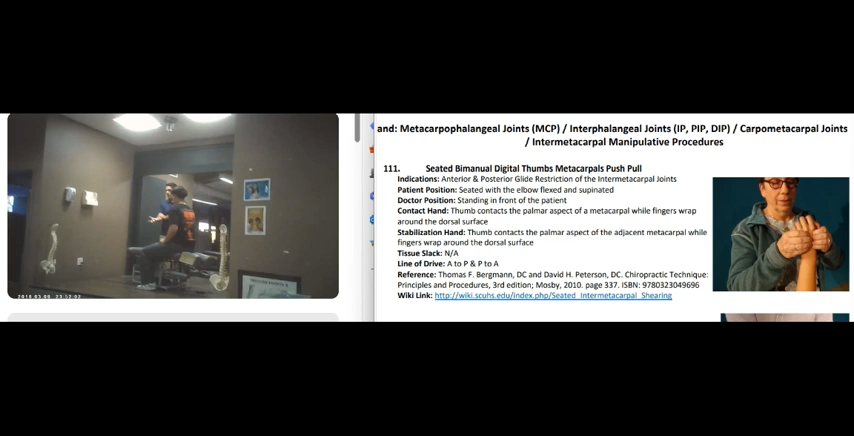 and: Metacarpophalangeal Joints (MCP) / Interphalangeal Joints (IP, PIP, DIP) / Carpometacarpal Joints
/ Intermetacarpal Manipulative Procedures
111. Seated Bimanual Digital Thumbs Metacarpals Push Pull
Indications: Anterior & Posterior Glide Restriction of the Intermetacarpal Joints
Patient Position: Seated with the elbow flexed and supinated
Doctor Position: Standing in front of the patient
Contact Hand: Thumb contacts the palmar aspect of a metacarpal while fingers wrap
around the dorsal surface
Stabilization Hand: Thumb contacts the palmar aspect of the adjacent metacarpal while
fingers wrap around the dorsal surface
Tissue Slack: N/A
Line of Drive: A to P & P to A
Reference: Thomas F. Bergmann, DC and David H. Peterson, DC. Chiropractic Technique:
Principles and Procedures, 3rd edition; Mosby, 2010. page 337. ISBN: 9780323049696
Wiki Link: http://wiki.scuhs.edu/index.php/Seated_Intermetacarpal_Shearing